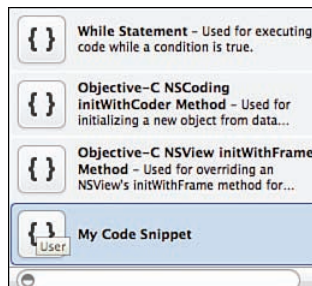 While Statement – Used for executing
code while a condition is true.
Objective-C NSCoding
initWithCoder Method – Used for
initializing a new object from data...
Objective-C NSView initWithFrame
Method – Used for overriding an
NSView's initWithFrame method for...
{ }
{ }
{ }
{ }
My Code Snippet
User